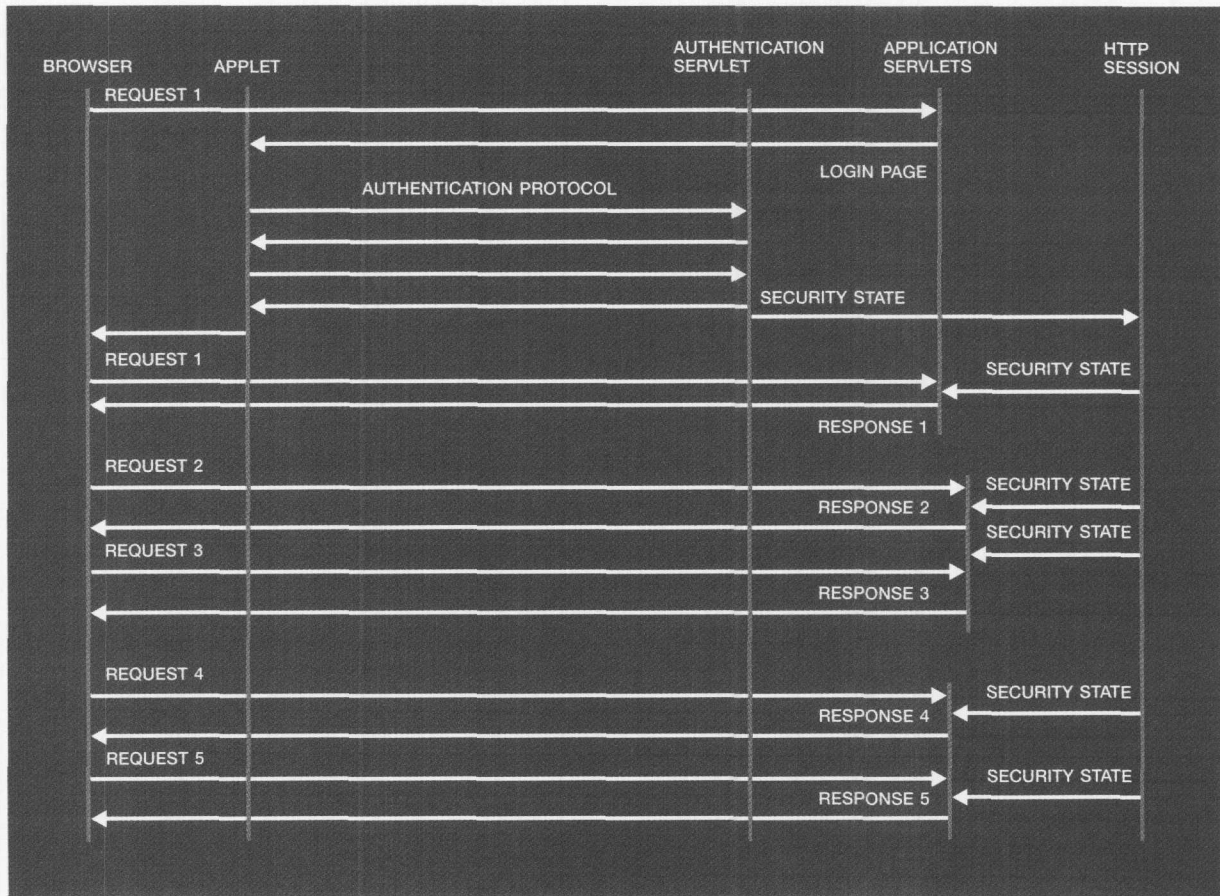 BROWSER
APPLET
AUTHENTICATION
SERVLET
APPLICATION
SERVLETS
HTTP
SESSION
REQUEST 1
LOGIN PAGE
AUTHENTICATION PROTOCOL
SECURITY STATE
REQUEST 1
SECURITY STATE
RESPONSE 1
REQUEST 2
SECURITY STATE
RESPONSE 2
SECURITY STATE
REQUEST 3
RESPONSE 3
REQUEST 4
SECURITY STATE
RESPONSE 4
REQUEST 5
SECURITY STATE
RESPONSE 5